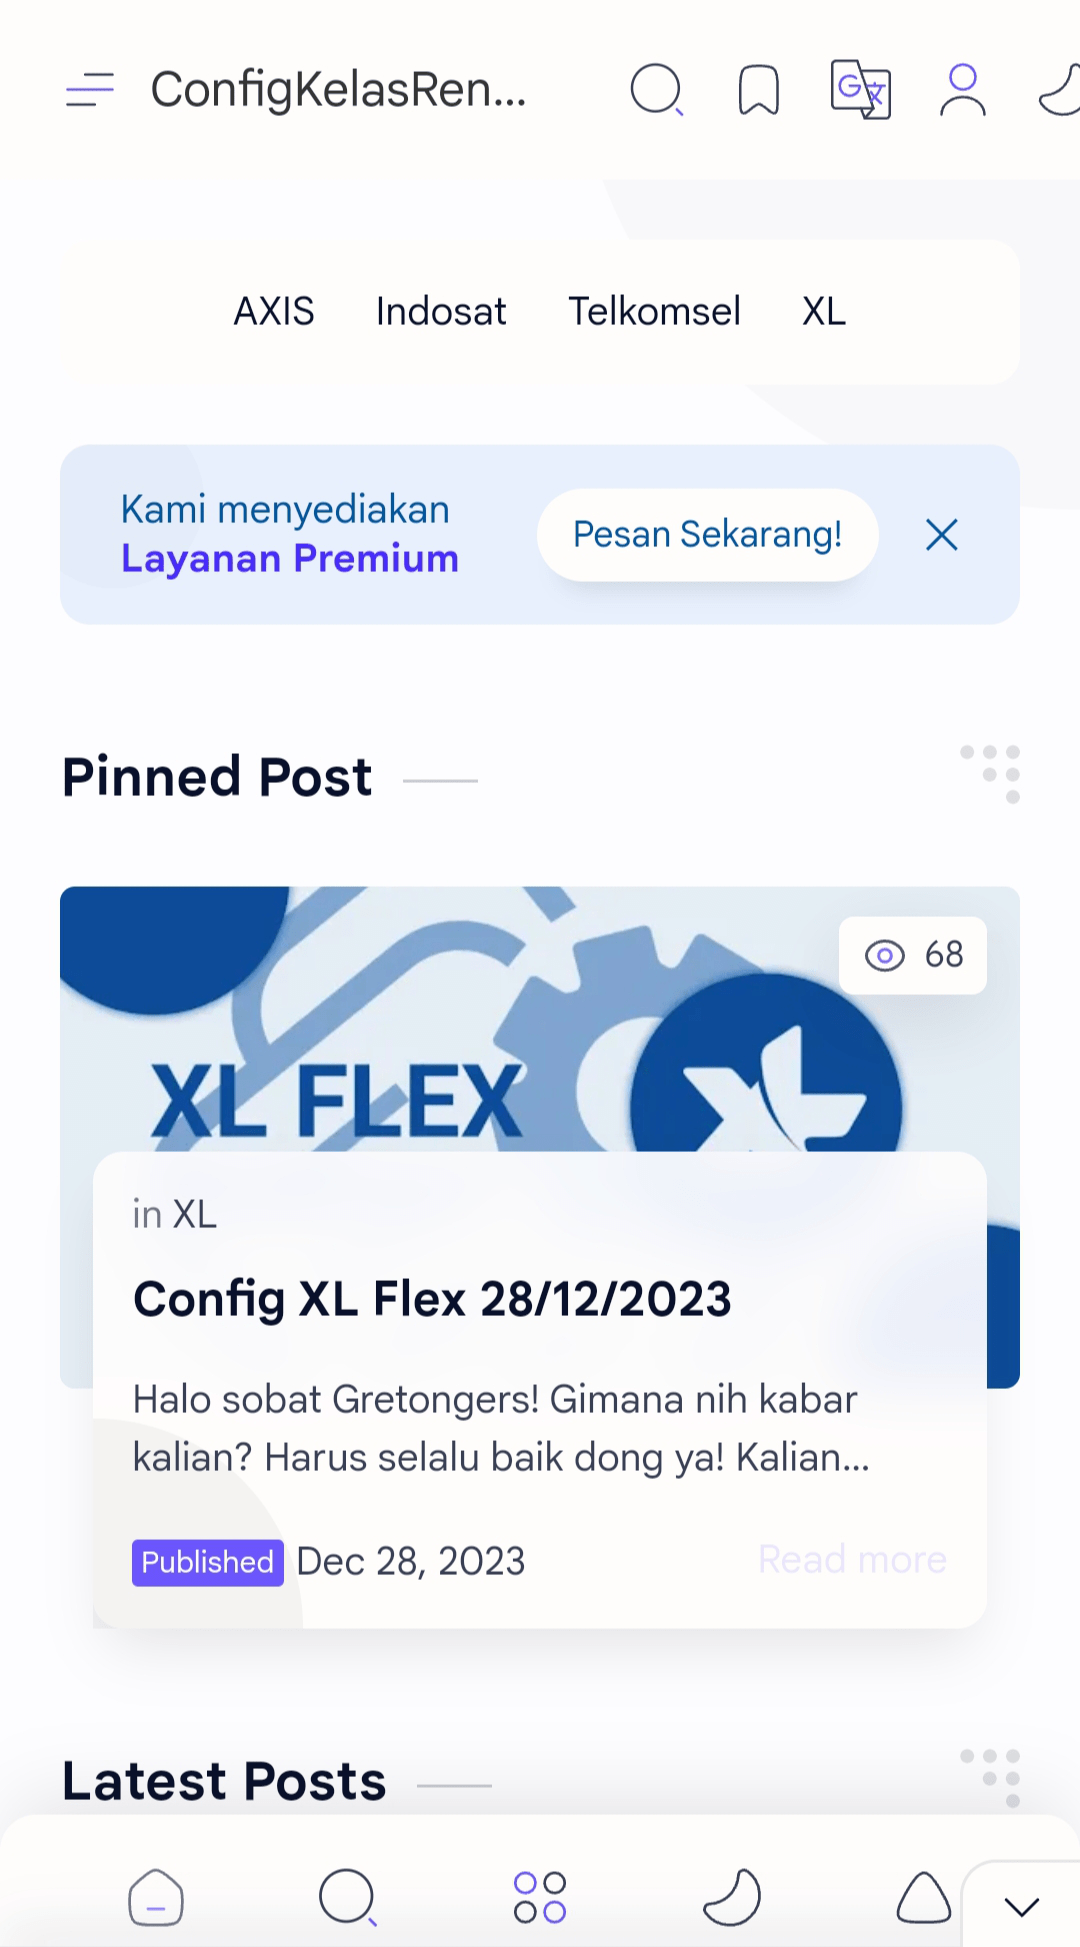 ConfigKelasRen...
AXIS Indosat Telkomsel XL
Kami menyediakan
Layanan Premium
Pesan Sekarang!
Pinned Post
68
XL FLEX
XL
in XL
Config XL Flex 28/12/2023
Halo sobat Gretongers! Gimana nih kabar
kalian? Harus selalu baik dong ya! Kalian...
Published Dec 28, 2023
Read more
Latest Posts